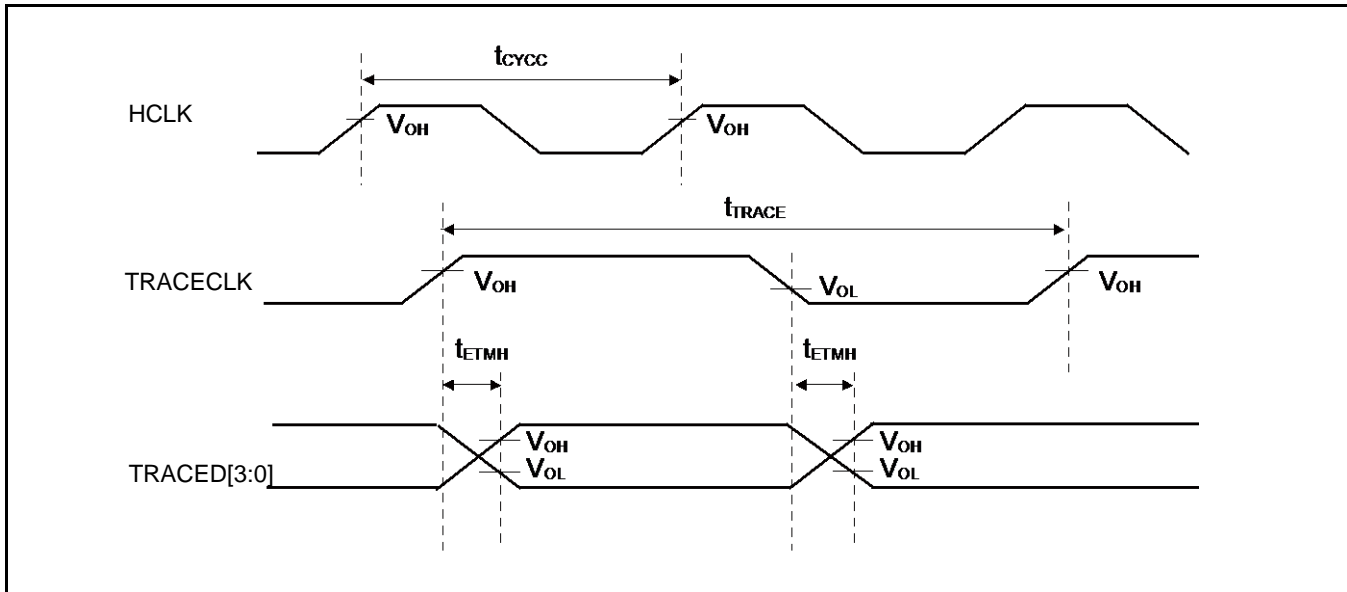 tCYCC
HCLK
VOH
VOH
tTRACE
TRACECLK
VOH
VOL
VOH
tETMH
tETMH
TRACED[3:0]
VOH
VOH
VOL
VOL